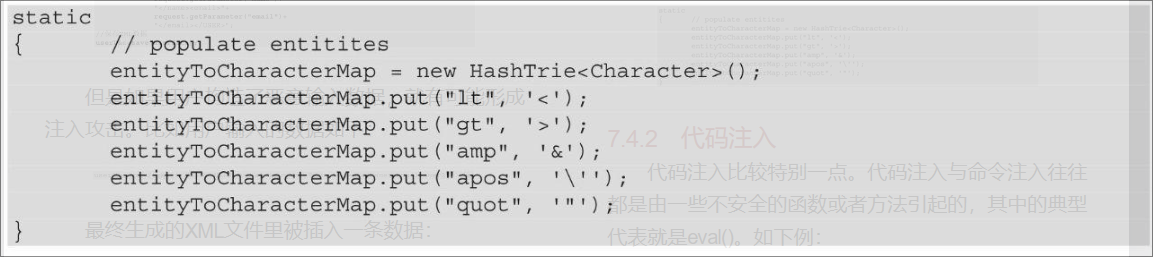 static
{ // populate entitites
entityToCharacterMap = new HashTrie<Character>();
entityToCharacterMap.put("lt", '<');
entityToCharacterMap.put("gt", '>');
entityToCharacterMap.put("amp", '&');
entityToCharacterMap.put("apos", '\'');
entityToCharacterMap.put("quot", '"');
}
最终生成的XML文件里被插入一条数据：
7.4.2 代码注入
代码注入比较特别一点。代码注入与命令注入往往
都是由一些不安全的函数或者方法引起的，其中的典型
代表就是eval()。如下例：